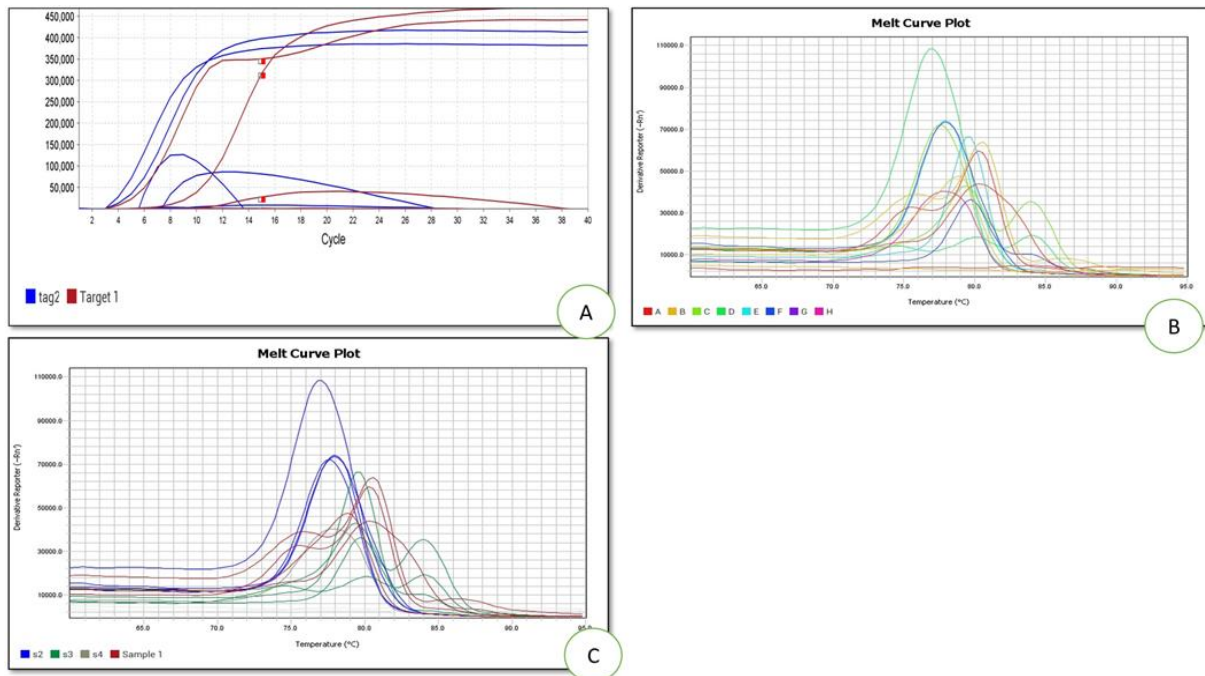 450,000
400,000
350,000
300,000
250,000
200,000
150,000
100,000
50,000
2 4 6 8 10 12 14 16 18 20 22 24 26 28 30 32 34 36 38 40
Cycle
tag2 Target 1
A
Melt Curve Plot
110000.0
90000.0
70000.0
50000.0
30000.0
10000.0
Derivative Reporter (-Rn')
65.0 70.0 75.0 80.0 85.0 90.0 95.0
Temperature (°C)
A B C D E F G H
B
Melt Curve Plot
110000.0
90000.0
70000.0
50000.0
30000.0
10000.0
Derivative Reporter (-Rn')
65.0 70.0 75.0 80.0 85.0 90.0 95.0
Temperature (°C)
s2 s3 s4 Sample 1
C